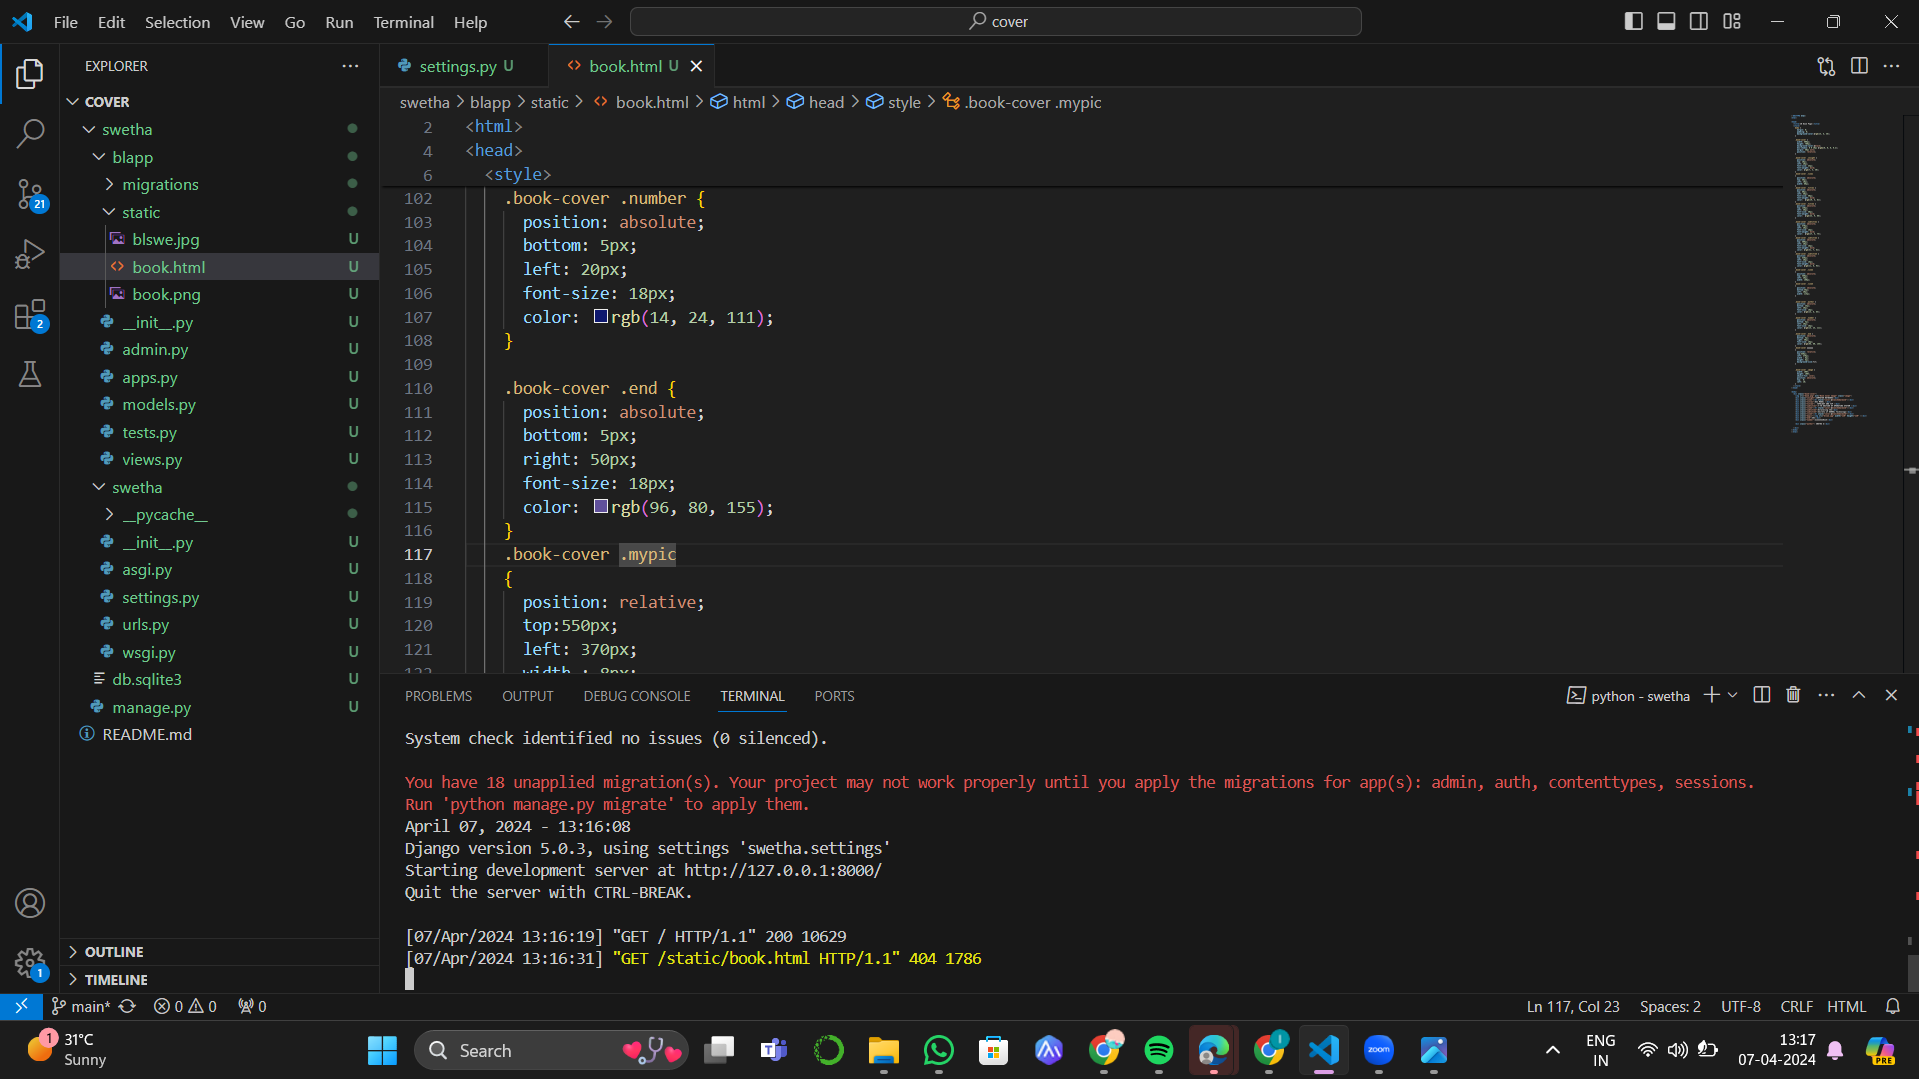 File Edit Selection View Go Run Terminal Help
cover
EXPLORER
COVER
swetha
blapp
migrations
static
blswe.jpg U
book.html U
book.png U
__init__.py U
admin.py U
apps.py U
models.py U
tests.py U
views.py U
swetha
__pycache__
__init__.py U
asgi.py U
settings.py U
urls.py U
wsgi.py U
db.sqlite3 U
manage.py U
README.md
OUTLINE
TIMELINE
21
2
1
settings.py U
book.html U
swetha > blapp > static > book.html > html > head > style > .book-cover .mypic
2 <html>
4 <head>
6 <style>
102 .book-cover .number {
103 position: absolute;
104 bottom: 5px;
105 left: 20px;
106 font-size: 18px;
107 color: rgb(14, 24, 111);
108 }
109
110 .book-cover .end {
111 position: absolute;
112 bottom: 5px;
113 right: 50px;
114 font-size: 18px;
115 color: rgb(96, 80, 155);
116 }
117 .book-cover .mypic
118 {
119 position: relative;
120 top:550px;
121 left: 370px;
122 width : 8px;
PROBLEMS OUTPUT DEBUG CONSOLE TERMINAL PORTS
python - swetha
System check identified no issues (0 silenced).
You have 18 unapplied migration(s). Your project may not work properly until you apply the migrations for app(s): admin, auth, contenttypes, sessions.
Run 'python manage.py migrate' to apply them.
April 07, 2024 - 13:16:08
Django version 5.0.3, using settings 'swetha.settings'
Starting development server at http://127.0.0.1:8000/
Quit the server with CTRL-BREAK.
[07/Apr/2024 13:16:19] "GET / HTTP/1.1" 200 10629
[07/Apr/2024 13:16:31] "GET /static/book.html HTTP/1.1" 404 1786
main* 0 0 0
Ln 117, Col 23 Spaces: 2 UTF-8 CRLF HTML
1
31°C
Sunny
Search
zoom
ENG
IN
13:17
07-04-2024
PRE